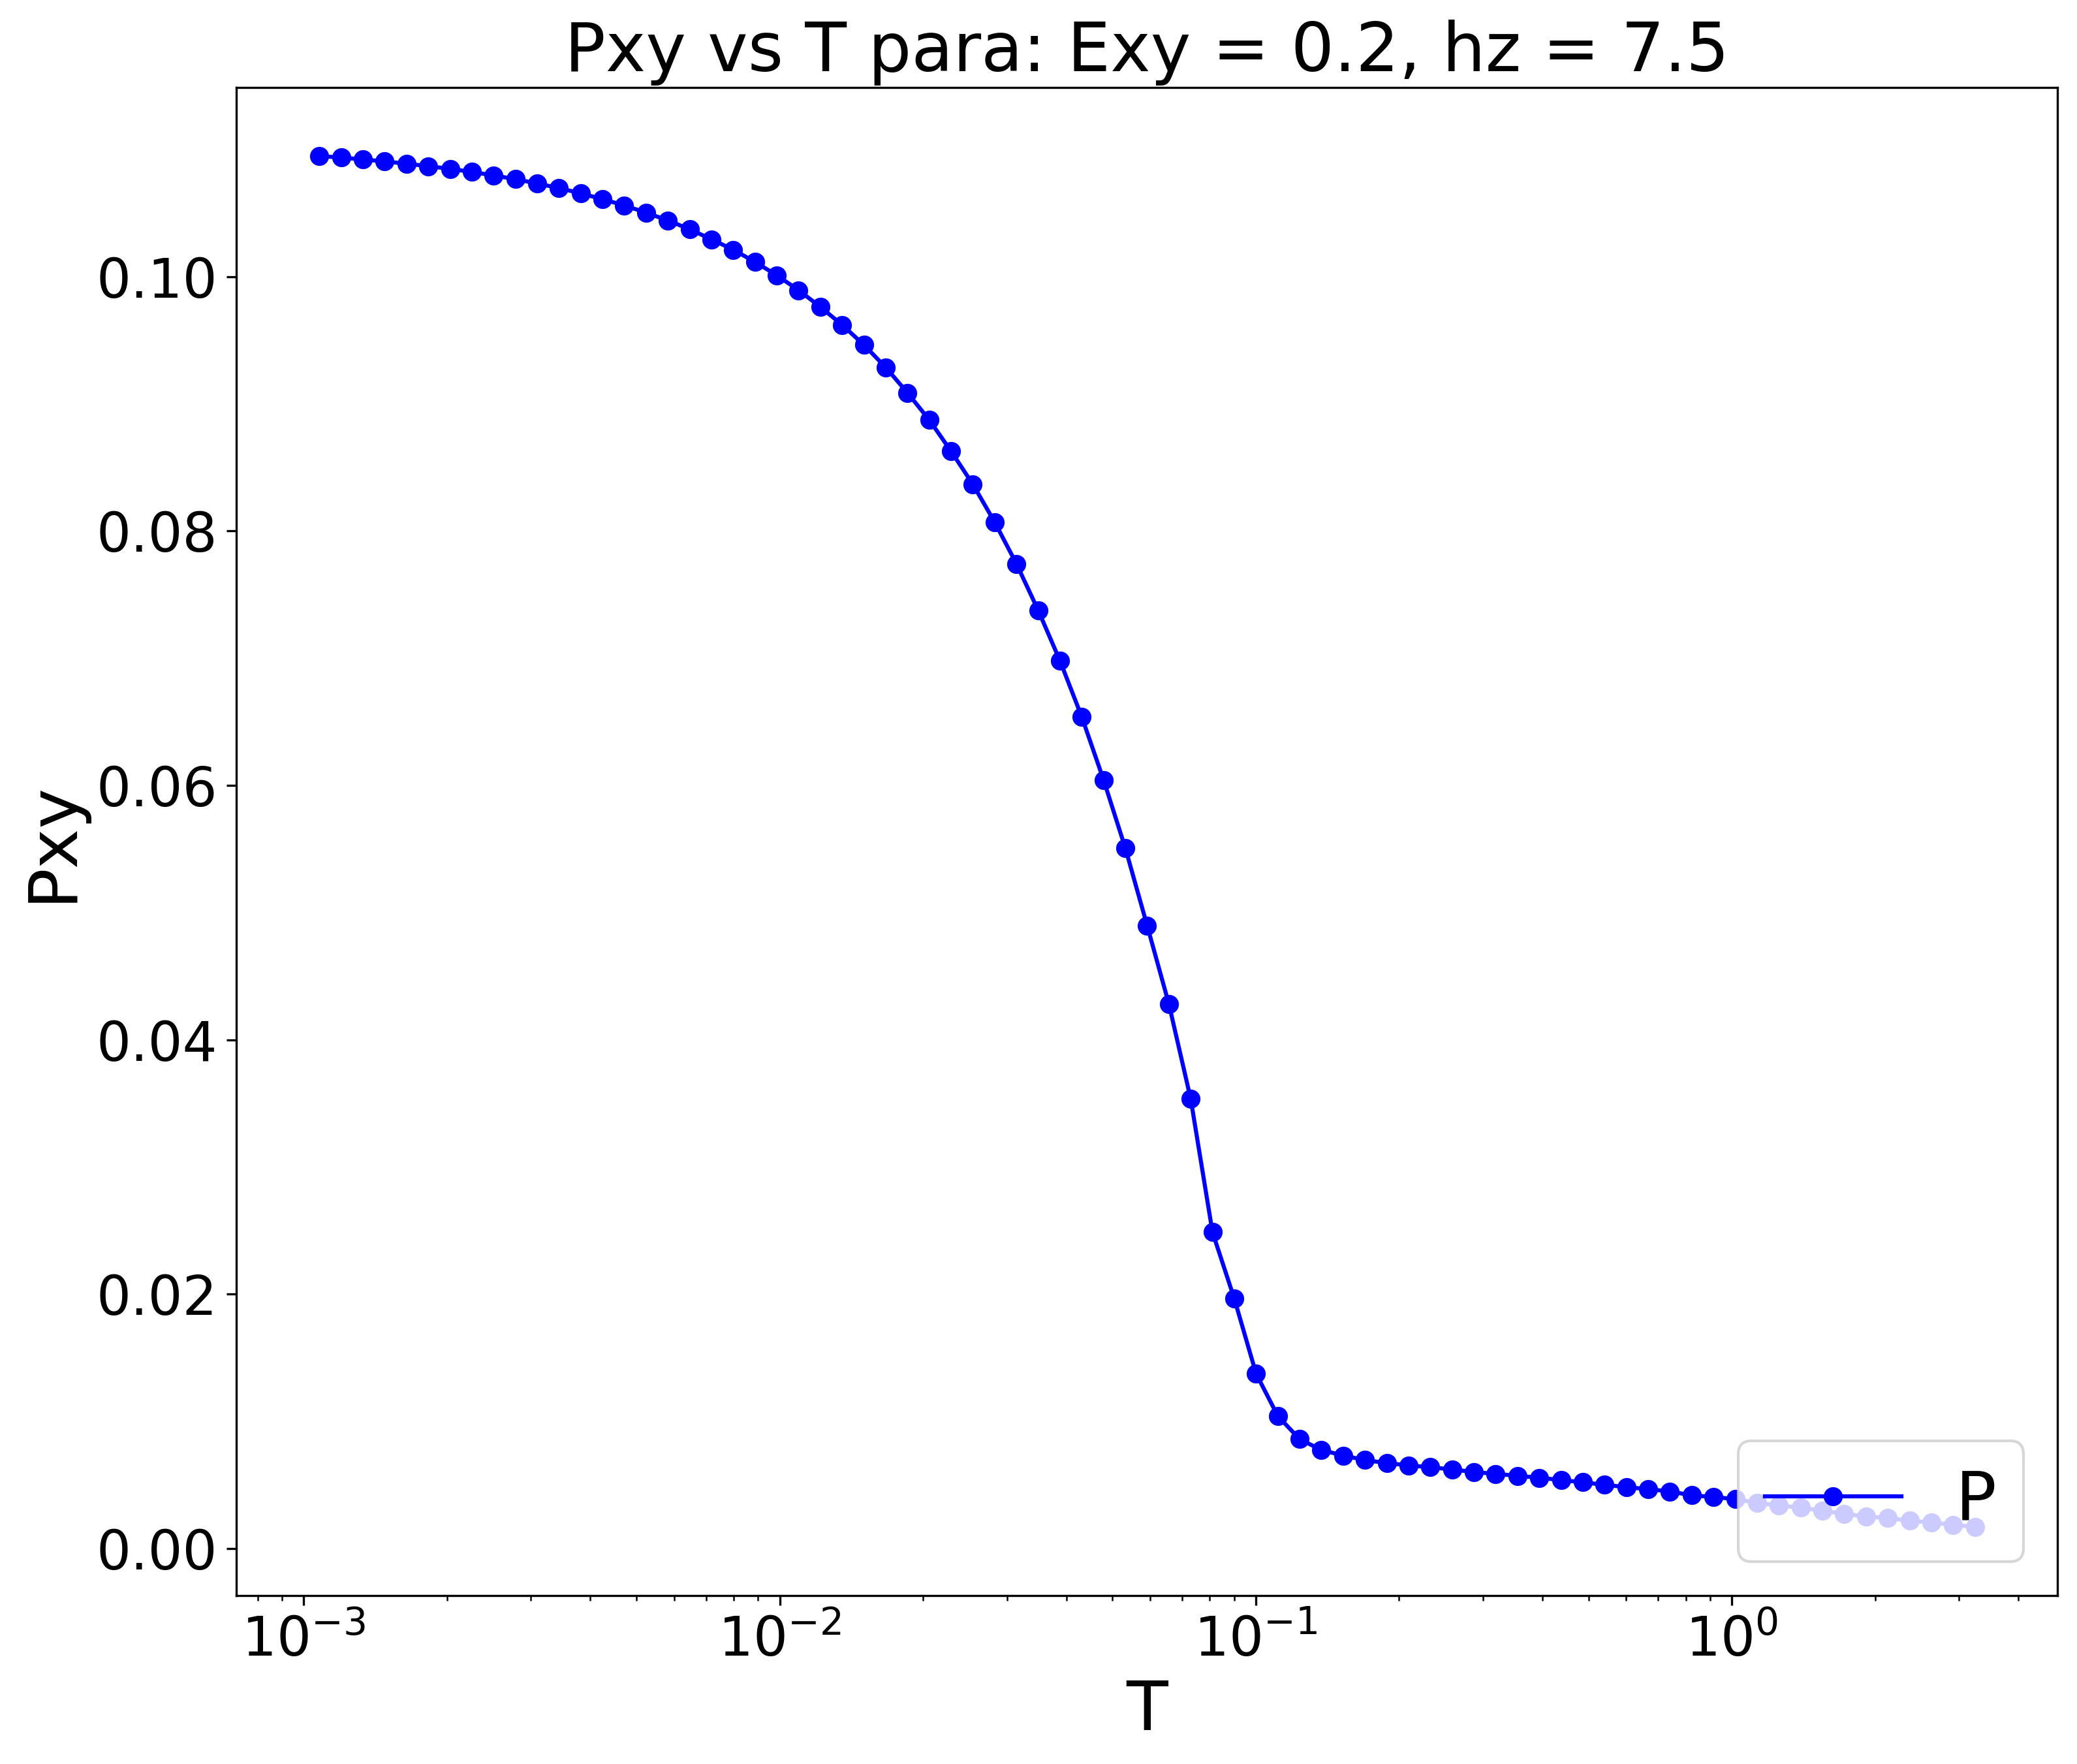 Pxy vs T para: Exy = 0.2, hz = 7.5
Pxy
0.10
0.08
0.06
0.04
0.02
0.00
10⁻³ 10⁻² 10⁻¹ 10⁰
T
P